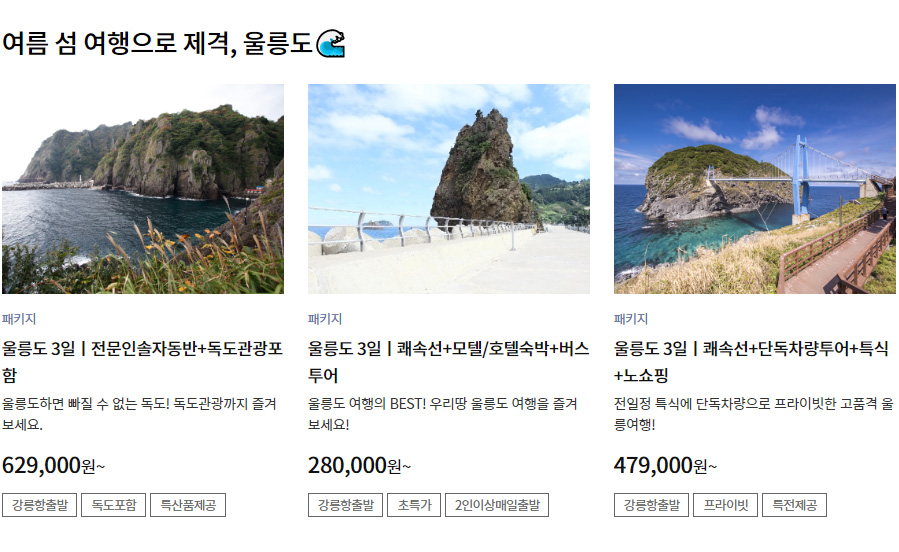 여름 섬 여행으로 제격, 울릉도🌊
패키지
울릉도 3일ㅣ전문인솔자동반+독도관광포
함
울릉도하면 빠질 수 없는 독도! 독도관광까지 즐겨
보세요.
629,000원~
강릉항출발 독도포함 특산품제공
패키지
울릉도 3일ㅣ쾌속선+모텔/호텔숙박+버스
투어
울릉도 여행의 BEST! 우리땅 울릉도 여행을 즐겨
보세요!
280,000원~
강릉항출발 초특가 2인이상매일출발
패키지
울릉도 3일ㅣ쾌속선+단독차량투어+특식
+노쇼핑
전일정 특식에 단독차량으로 프라이빗한 고품격 울
릉여행!
479,000원~
강릉항출발 프라이빗 특전제공